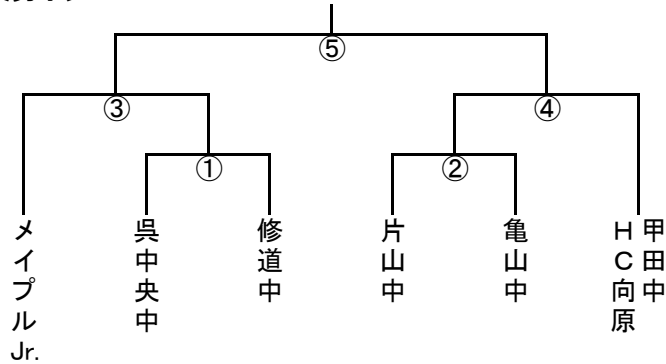 ⑤
③
④
①
②
メイプルJr.
呉中央中
修道中
片山中
亀山中
甲田中
HC向原